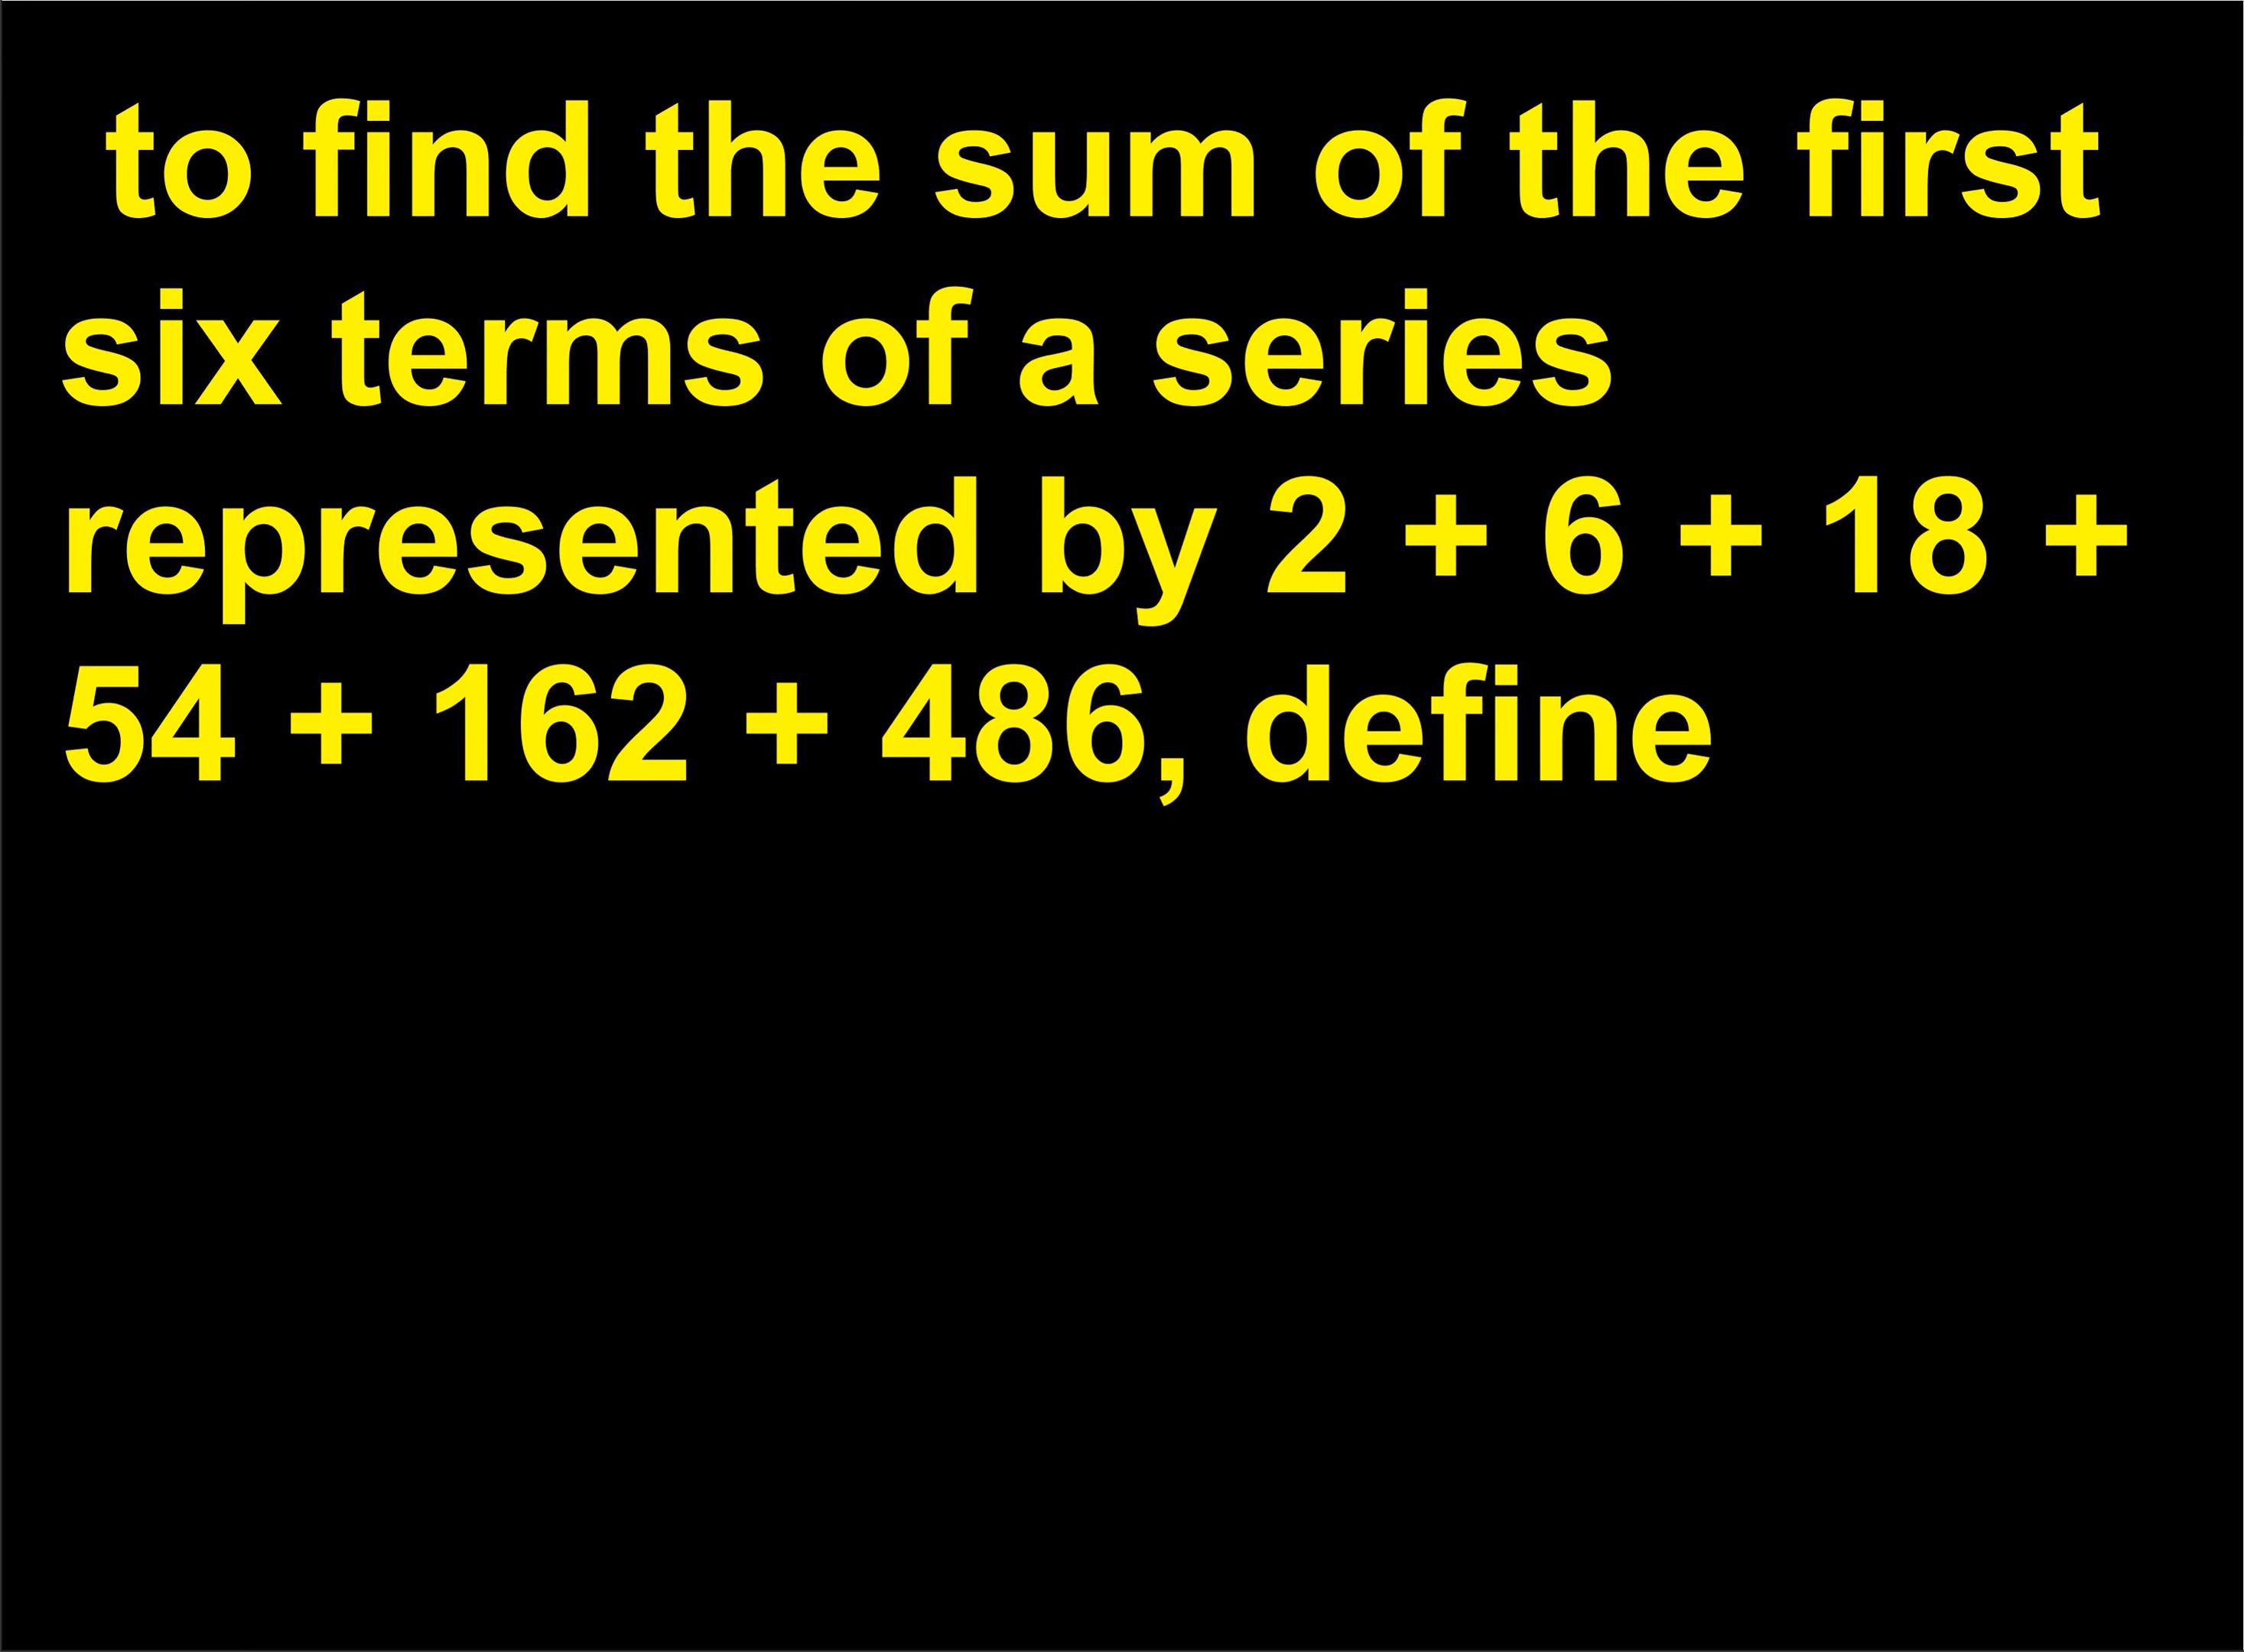 to find the sum of the first
six terms of a series
represented by 2 + 6 + 18 +
54 + 162 + 486, define